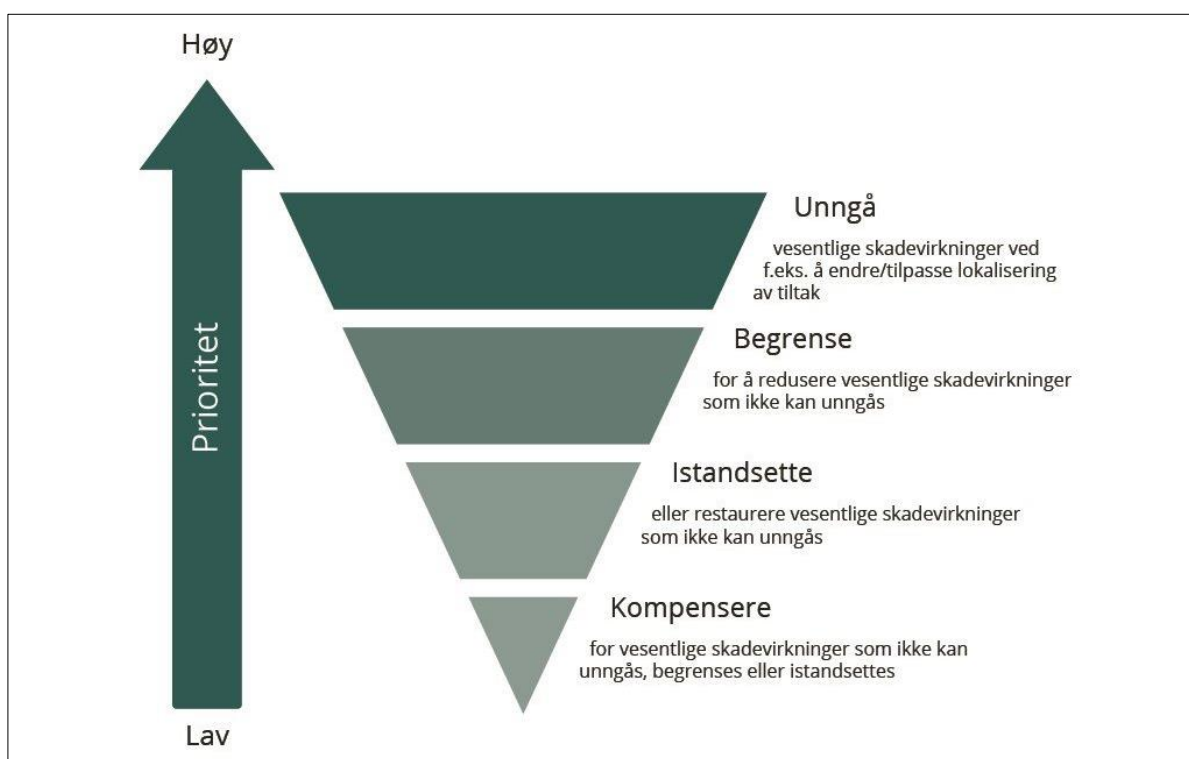 Høy
Prioritet
Lav
Unngå
vesentlige skadevirkninger ved
f.eks. å endre/tilpasse lokalisering
av tiltak
Begrense
for å redusere vesentlige skadevirkninger
som ikke kan unngås
Istandsette
eller restaurere vesentlige skadevirkninger
som ikke kan unngås
Kompensere
for vesentlige skadevirkninger som ikke kan
unngås, begrenses eller istandsettes